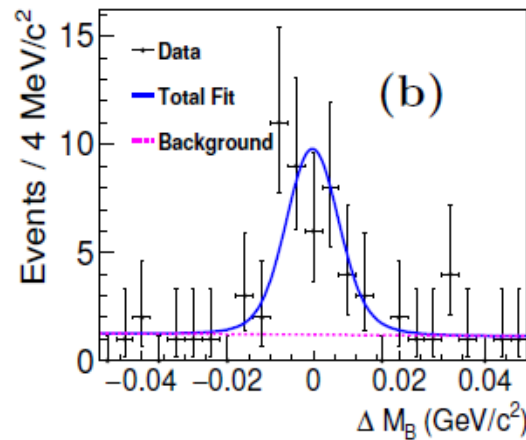 15
10
5
0
Events / 4 MeV/c²
Data
Total Fit
Background
(b)
−0.04 −0.02 0 0.02 0.04
Δ M_B (GeV/c²)